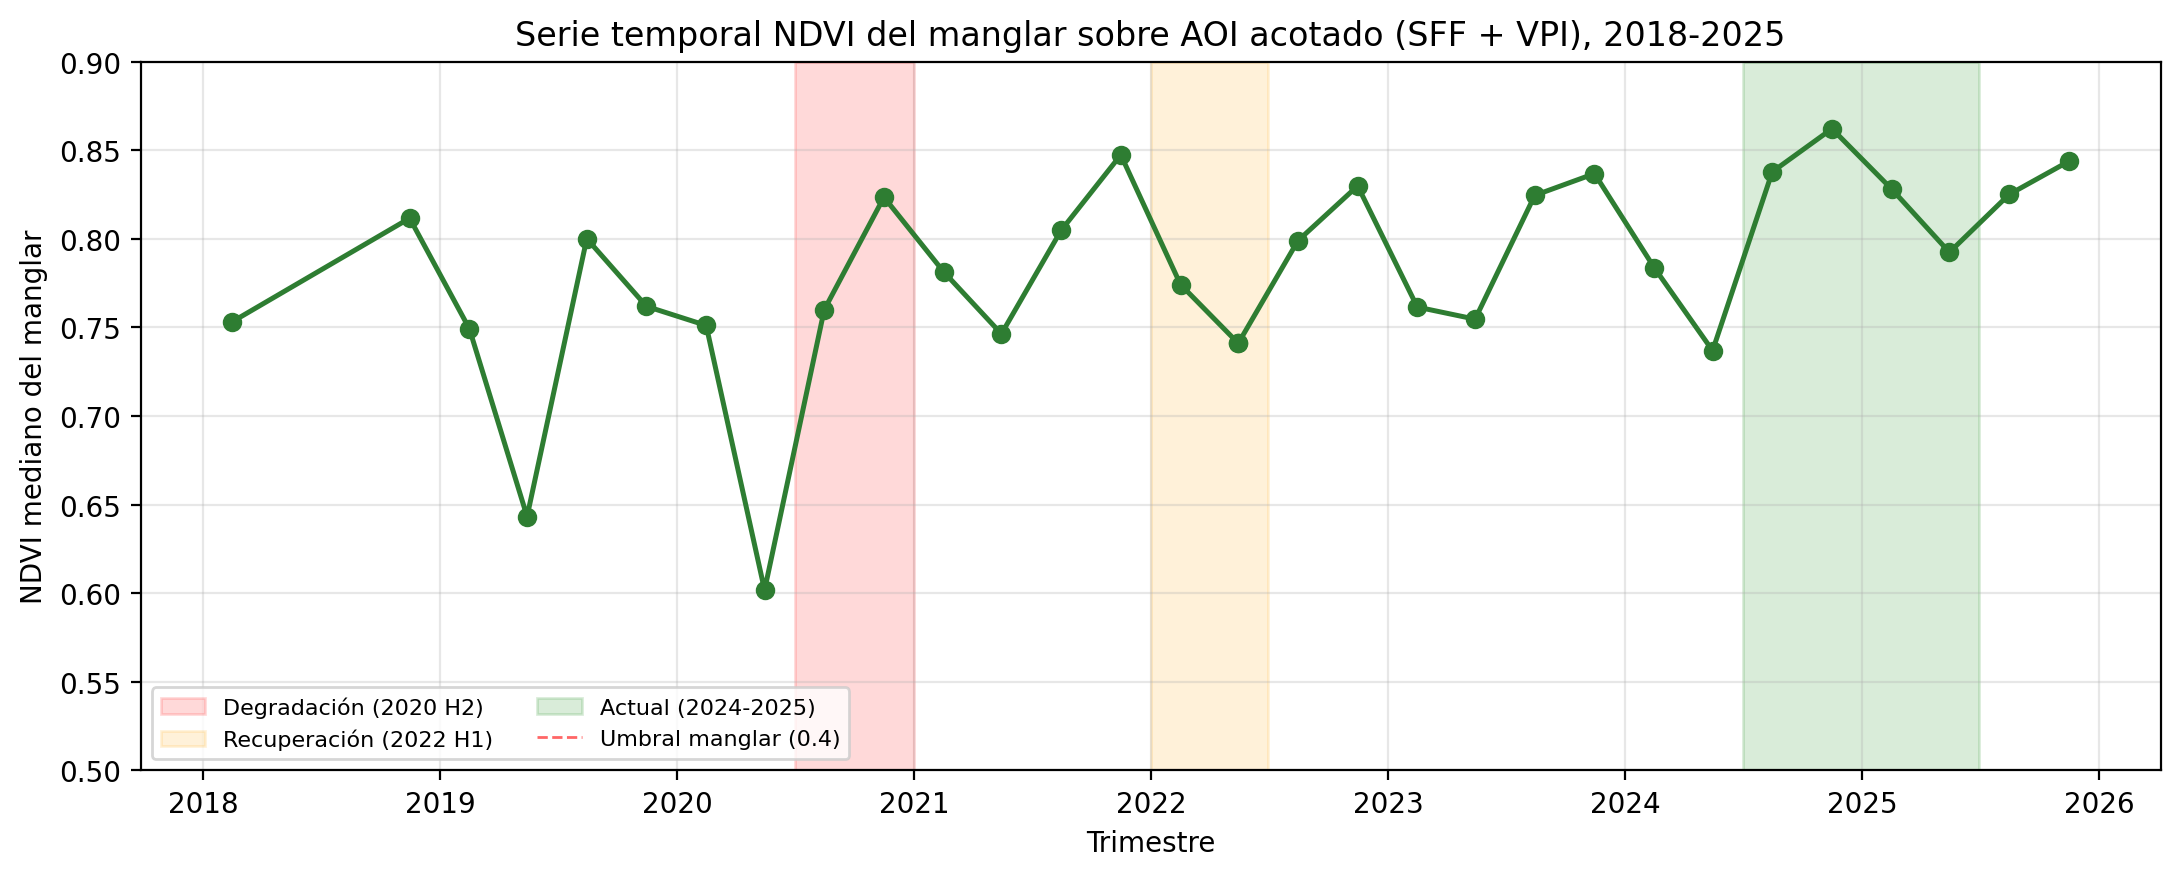 Serie temporal NDVI del manglar sobre AOI acotado (SFF + VPI), 2018-2025
NDVI mediano del manglar
0.90
0.85
0.80
0.75
0.70
0.65
0.60
0.55
0.50
Degradación (2020 H2)
Recuperación (2022 H1)
Actual (2024-2025)
Umbral manglar (0.4)
2018 2019 2020 2021 2022 2023 2024 2025 2026
Trimestre